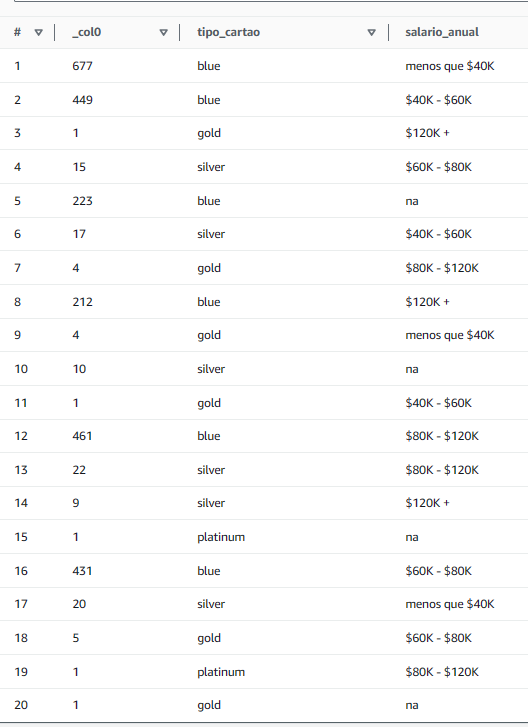 # _col0 tipo_cartao salario_anual
1 677 blue menos que $40K
2 449 blue $40K - $60K
3 1 gold $120K +
4 15 silver $60K - $80K
5 223 blue na
6 17 silver $40K - $60K
7 4 gold $80K - $120K
8 212 blue $120K +
9 4 gold menos que $40K
10 10 silver na
11 1 gold $40K - $60K
12 461 blue $80K - $120K
13 22 silver $80K - $120K
14 9 silver $120K +
15 1 platinum na
16 431 blue $60K - $80K
17 20 silver menos que $40K
18 5 gold $60K - $80K
19 1 platinum $80K - $120K
20 1 gold na